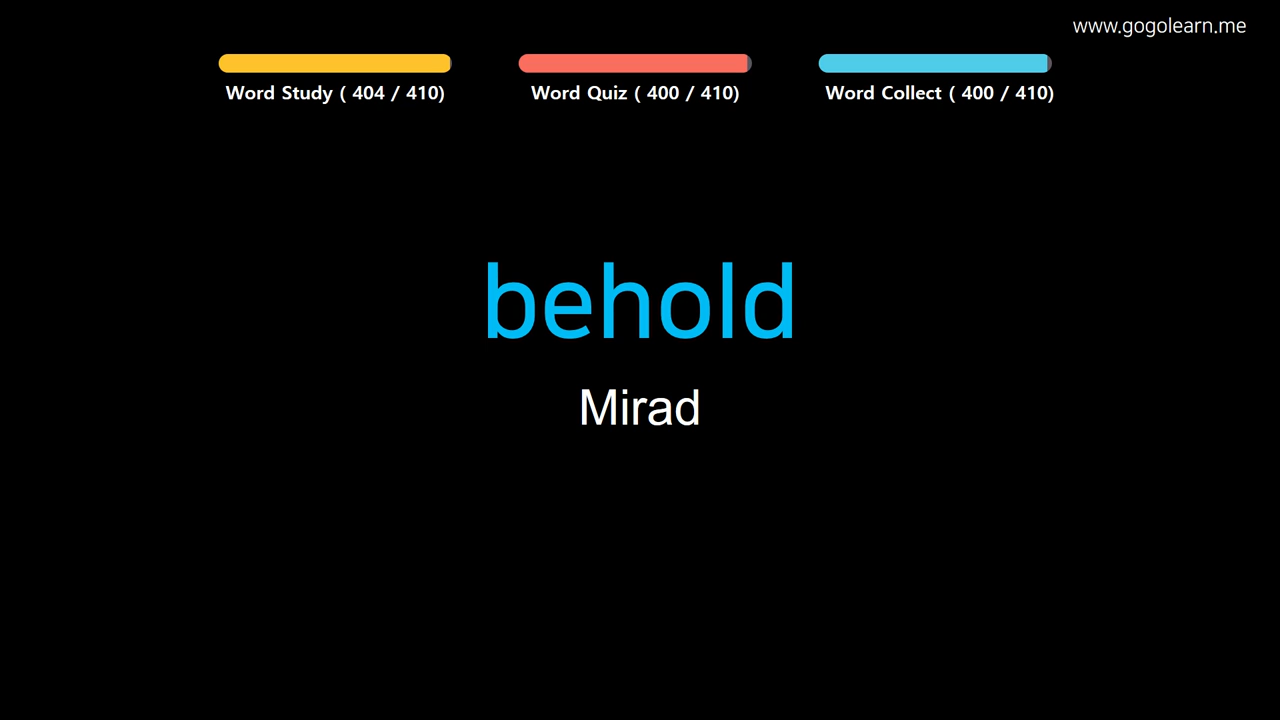 www.gogolearn.me
Word Study ( 404 / 410)
Word Quiz ( 400 / 410)
Word Collect ( 400 / 410)
behold
Mirad